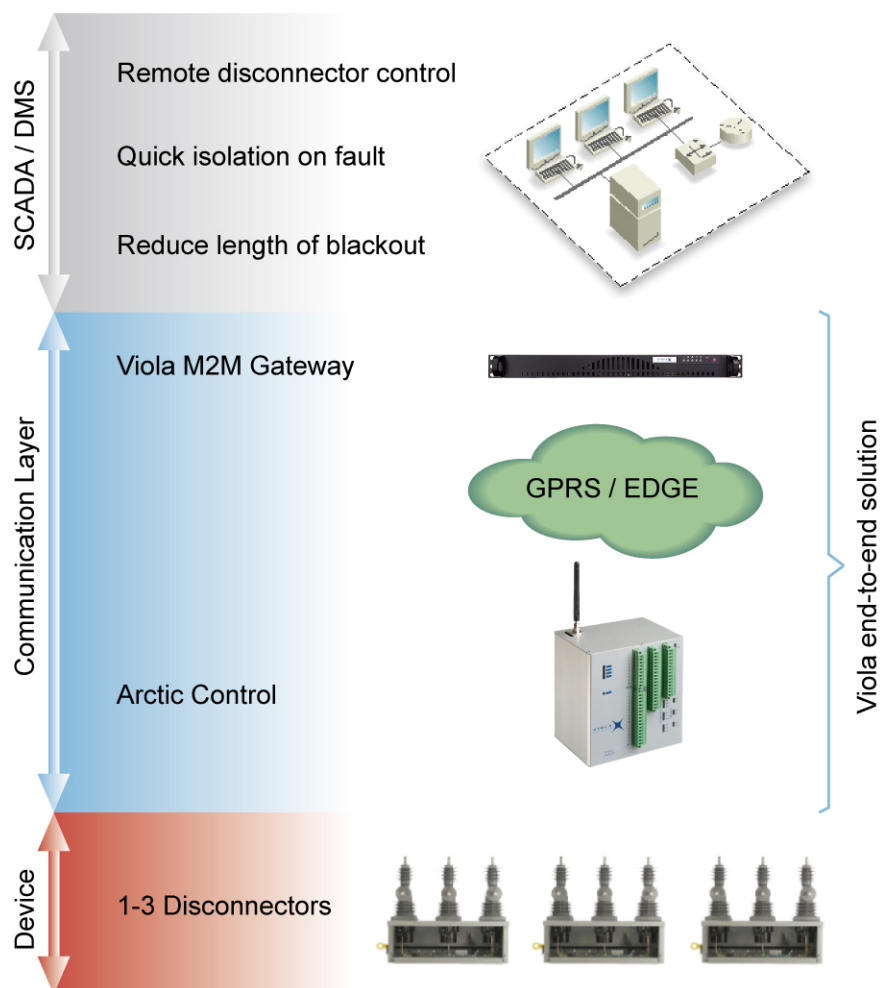 SCADA / DMS
Remote disconnector control
Quick isolation on fault
Reduce length of blackout
Communication Layer
Viola M2M Gateway
GPRS / EDGE
Arctic Control
VIOLA
Viola end-to-end solution
Device
1-3 Disconnectors